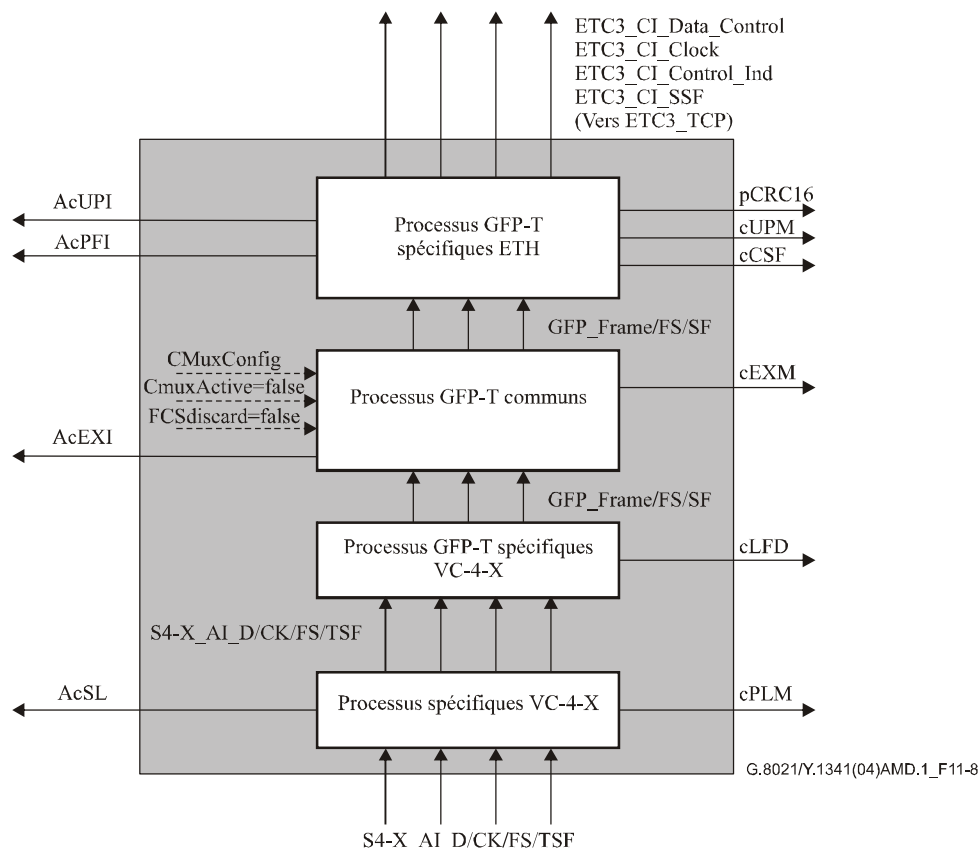 ETC3_CI_Data_Control
ETC3_CI_Clock
ETC3_CI_Control_Ind
ETC3_CI_SSF
(Vers ETC3_TCP)
AcUPI
AcPFI
Processus GFP-T
spécifiques ETH
pCRC16
cUPM
cCSF
GFP_Frame/FS/SF
CMuxConfig
CmuxActive=false
FCSdiscard=false
AcEXI
Processus GFP-T communs
cEXM
GFP_Frame/FS/SF
Processus GFP-T spécifiques
VC-4-X
cLFD
S4-X_AI_D/CK/FS/TSF
AcSL
Processus spécifiques VC-4-X
cPLM
G.8021/Y.1341(04)AMD.1_F11-8
S4-X_AI_D/CK/FS/TSF